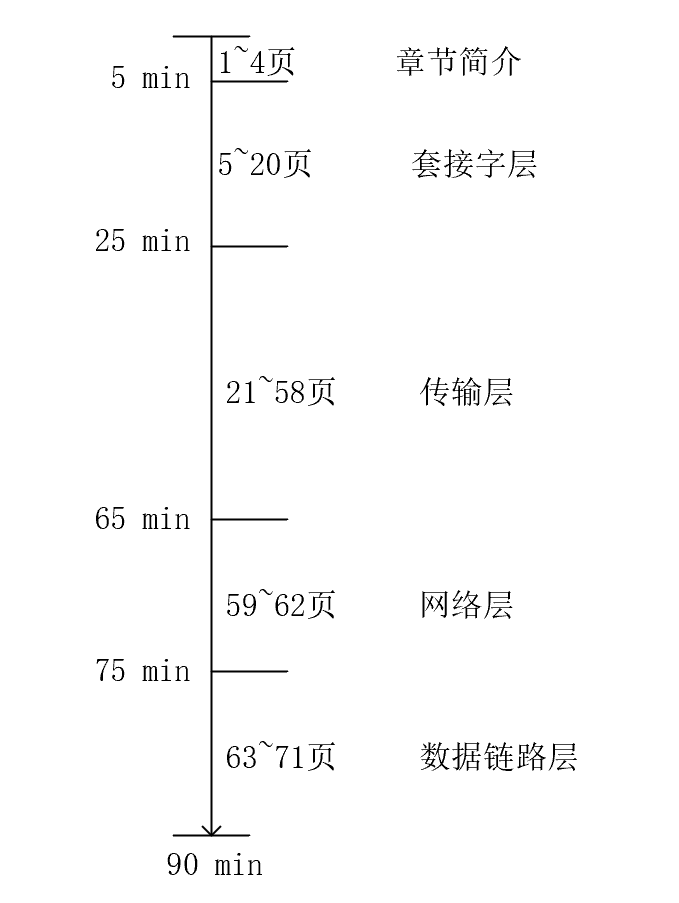 1~4页 章节简介
5 min
5~20页 套接字层
25 min
21~58页 传输层
65 min
59~62页 网络层
75 min
63~71页 数据链路层
90 min